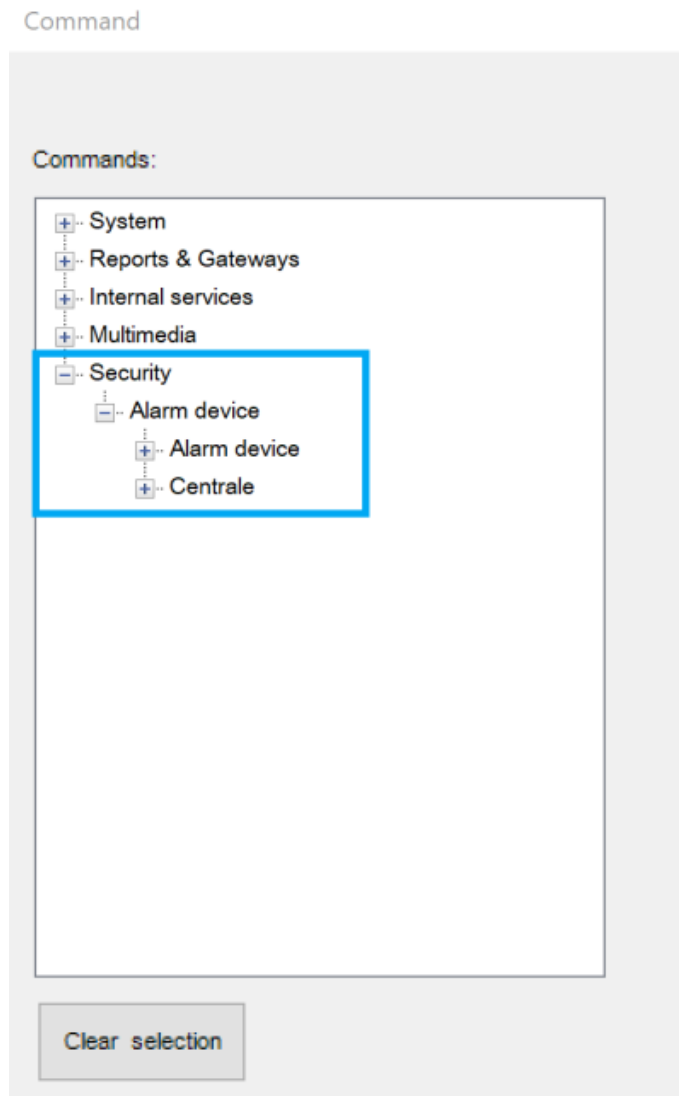 Command
Commands:
System
Reports & Gateways
Internal services
Multimedia
Security
Alarm device
Alarm device
Centrale
Clear selection